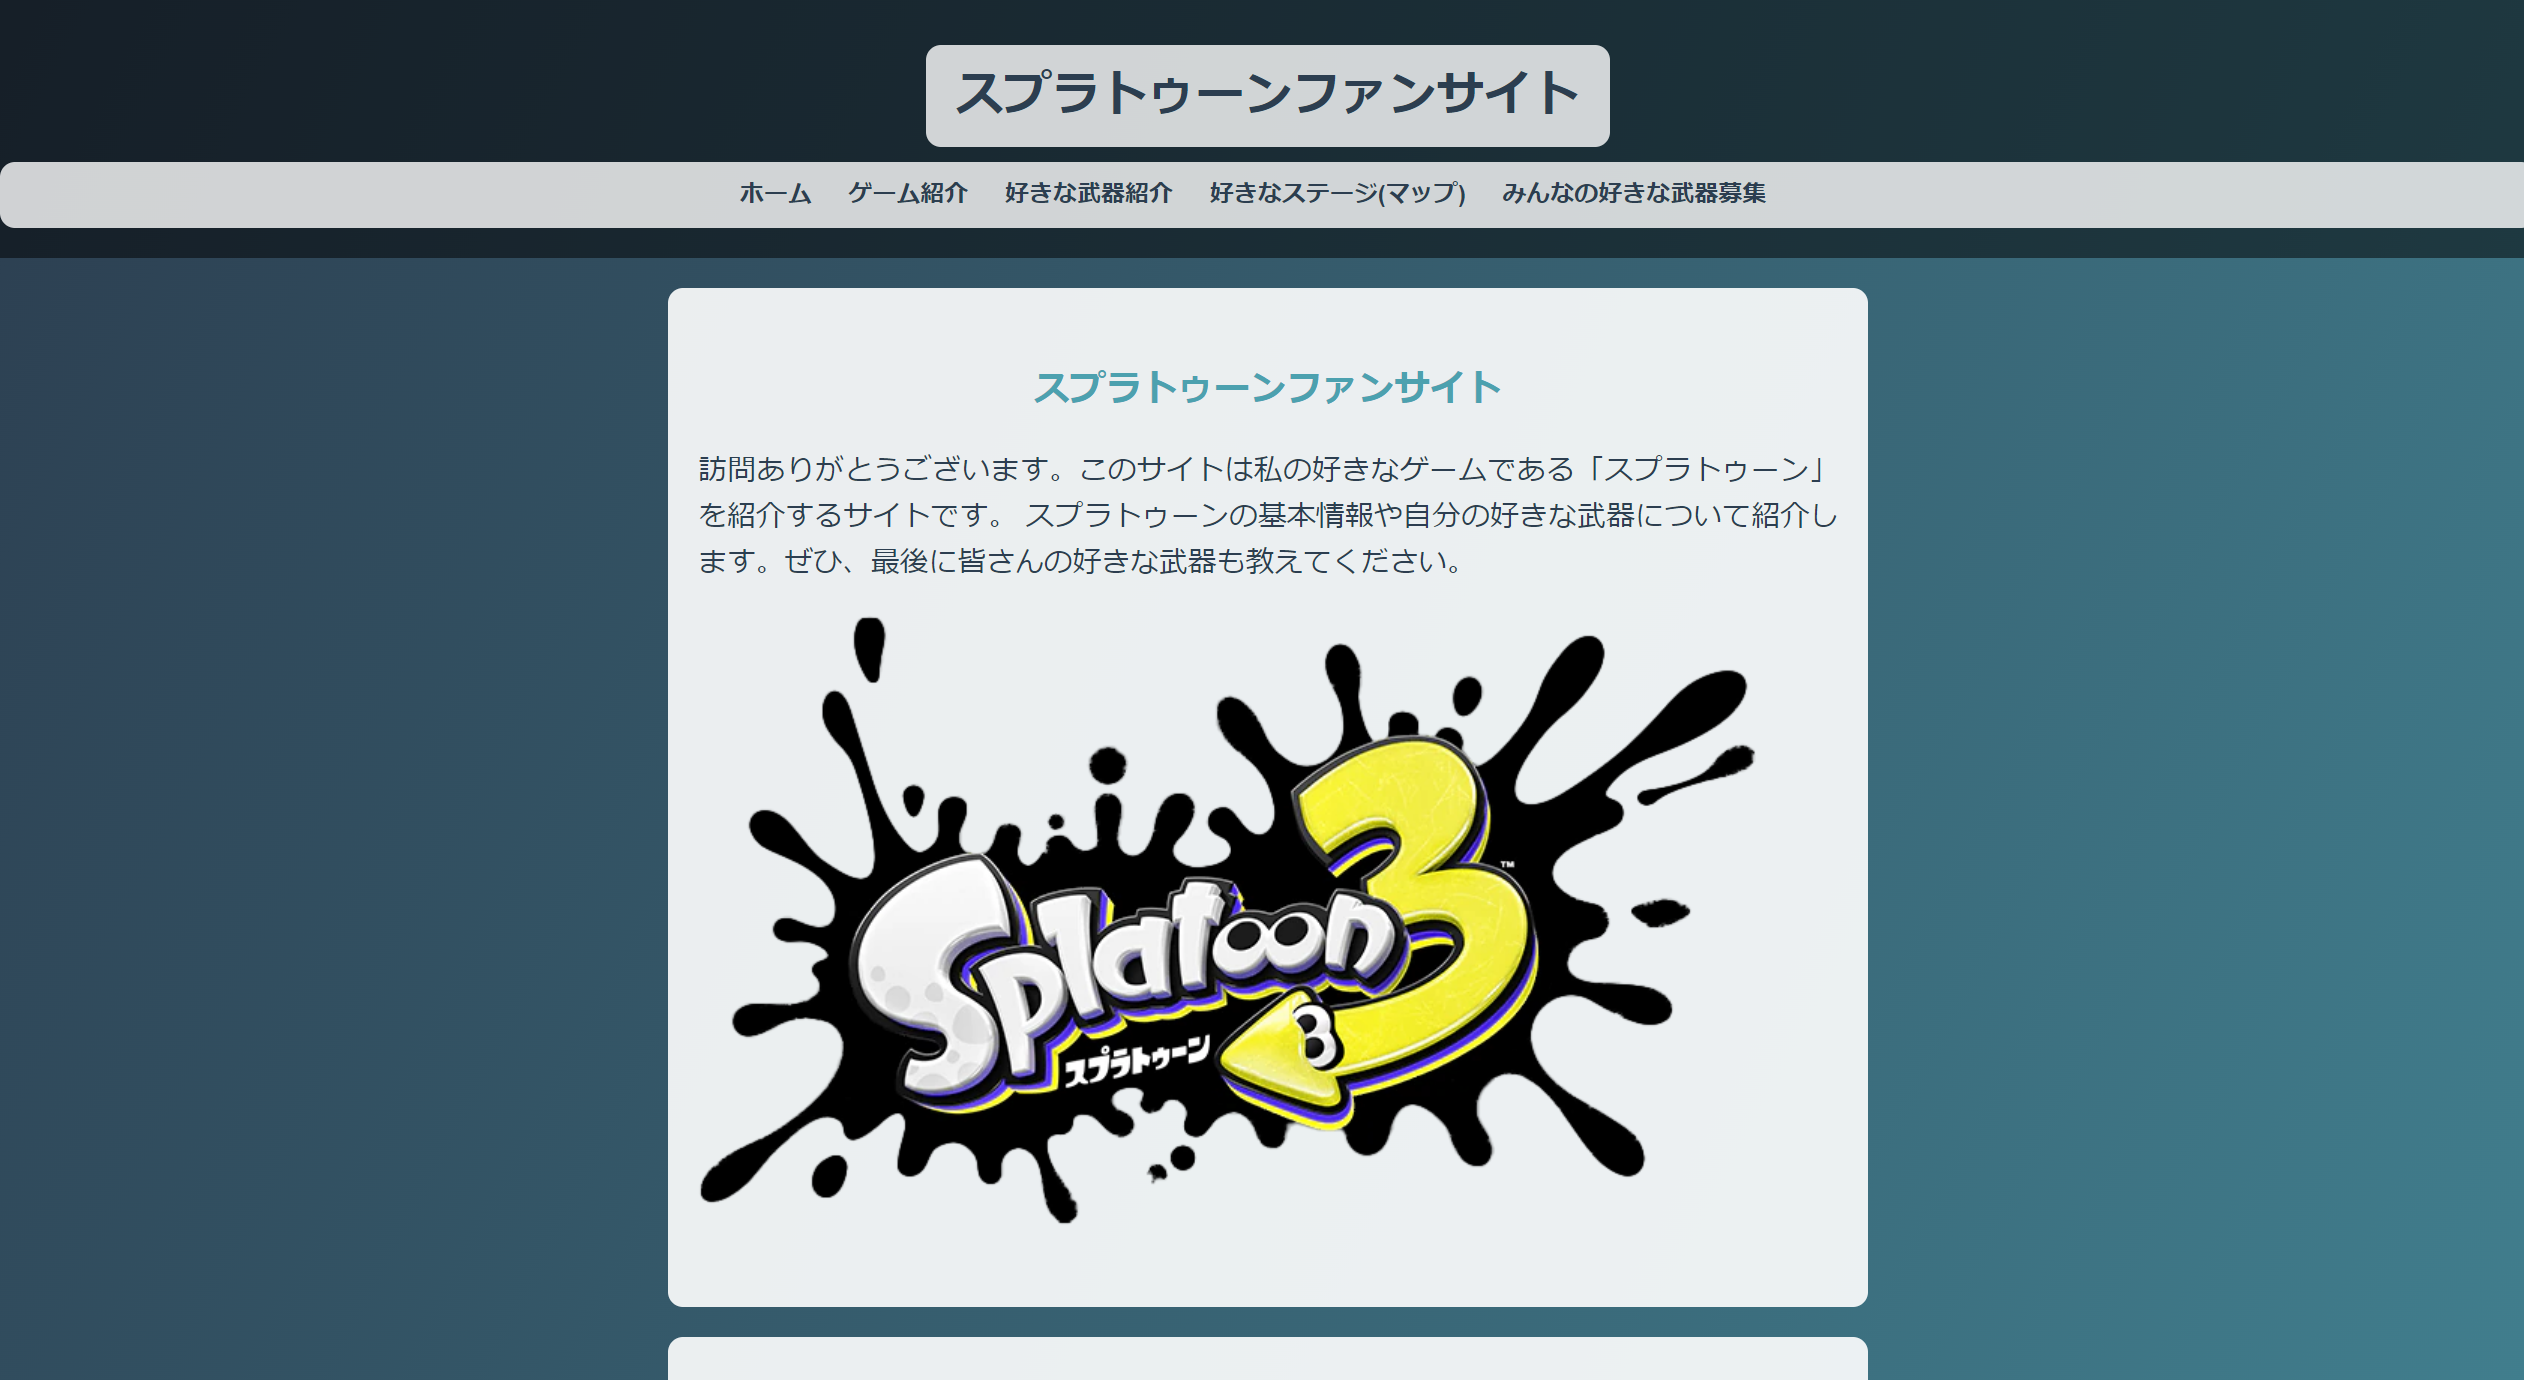 スプラトゥーンファンサイト
ホーム ゲーム紹介 好きな武器紹介 好きなステージ(マップ) みんなの好きな武器募集
スプラトゥーンファンサイト
訪問ありがとうございます。このサイトは私の好きなゲームである「スプラトゥーン」
を紹介するサイトです。 スプラトゥーンの基本情報や自分の好きな武器について紹介し
ます。ぜひ、最後に皆さんの好きな武器も教えてください。
Splatoon 3 ™
スプラトゥーン